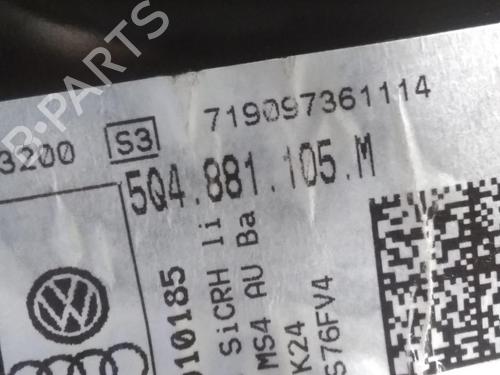 B-PARTS
719097361114
3200 S3
5Q4.881.105.M
010185
SiCRH li
MS4 AU Ba
K24
S76FV4